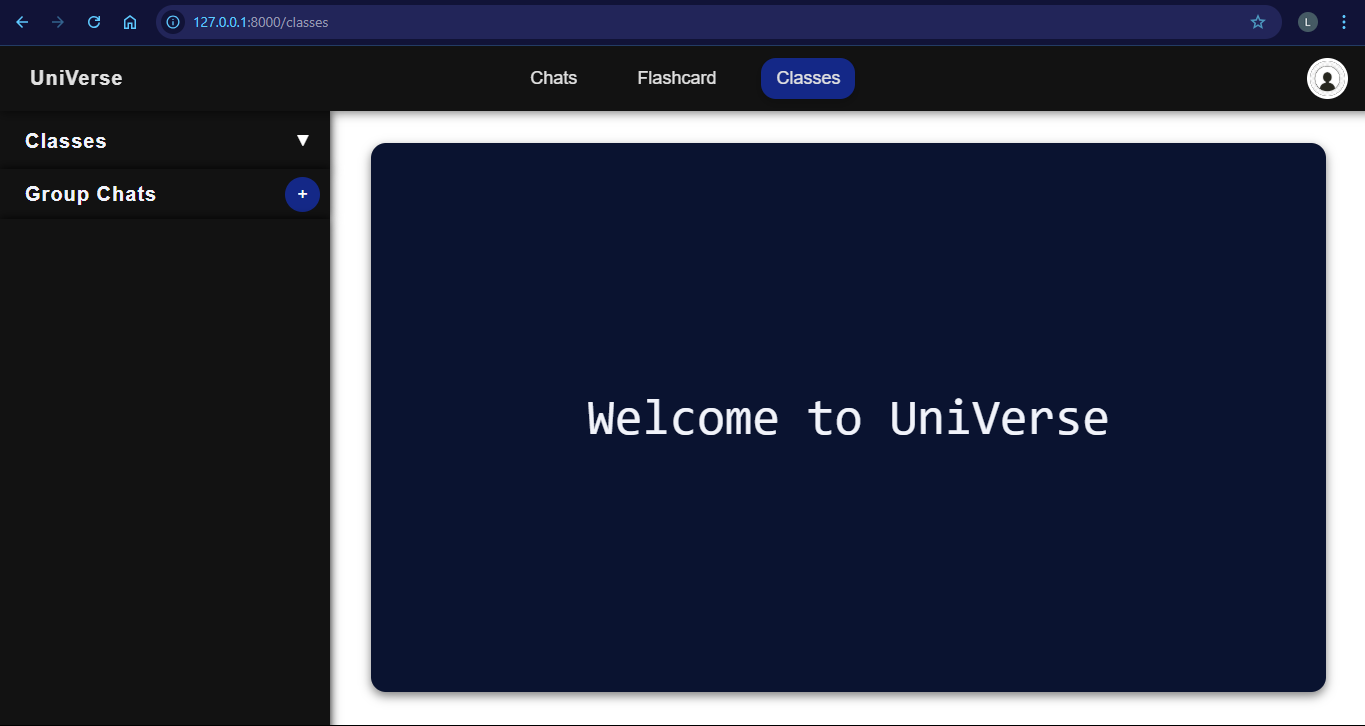 127.0.0.1:8000/classes
L
UniVerse
Chats
Flashcard
Classes
Classes ▼
Group Chats +
Welcome to UniVerse